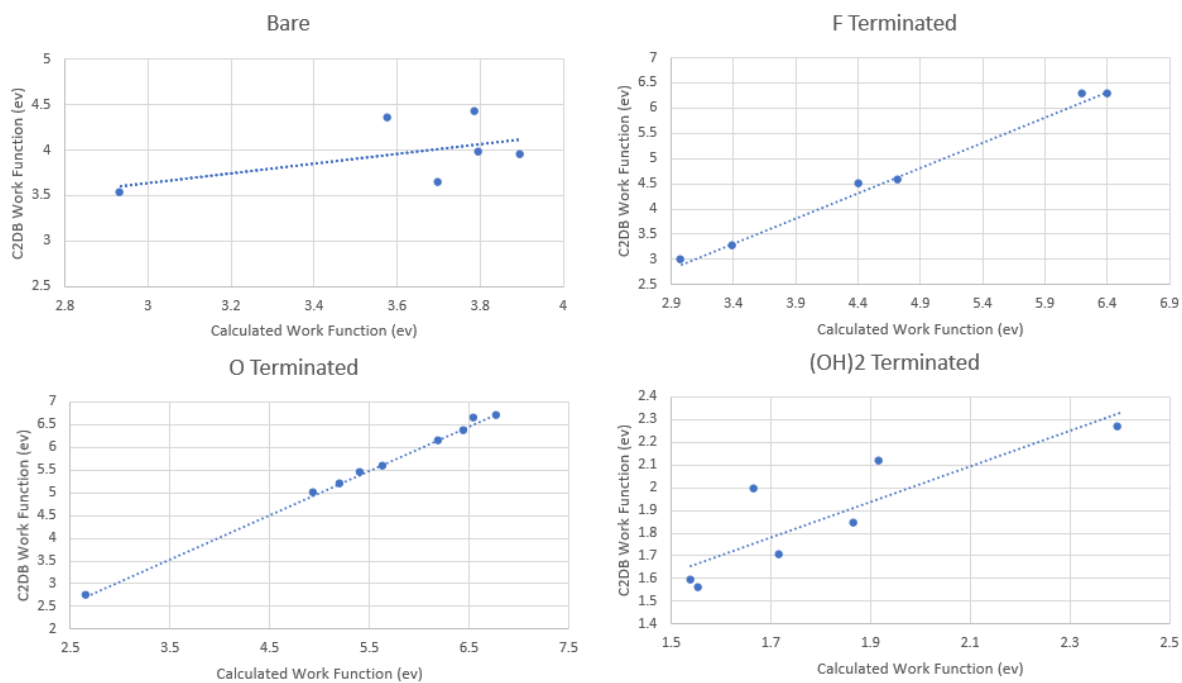 Bare
5
4.5
4
3.5
3
2.5
C2DB Work Function (ev)
2.8 3 3.2 3.4 3.6 3.8 4
Calculated Work Function (ev)
F Terminated
7
6.5
6
5.5
5
4.5
4
3.5
3
2.5
C2DB Work Function (ev)
2.9 3.4 3.9 4.4 4.9 5.4 5.9 6.4 6.9
Calculated Work Function (ev)
O Terminated
7
6.5
6
5.5
5
4.5
4
3.5
3
2.5
2
C2DB Work Function (ev)
2.5 3.5 4.5 5.5 6.5 7.5
Calculated Work Function (ev)
(OH)2 Terminated
2.4
2.3
2.2
2.1
2
1.9
1.8
1.7
1.6
1.5
1.4
C2DB Work Function (ev)
1.5 1.7 1.9 2.1 2.3 2.5
Calculated Work Function (ev)